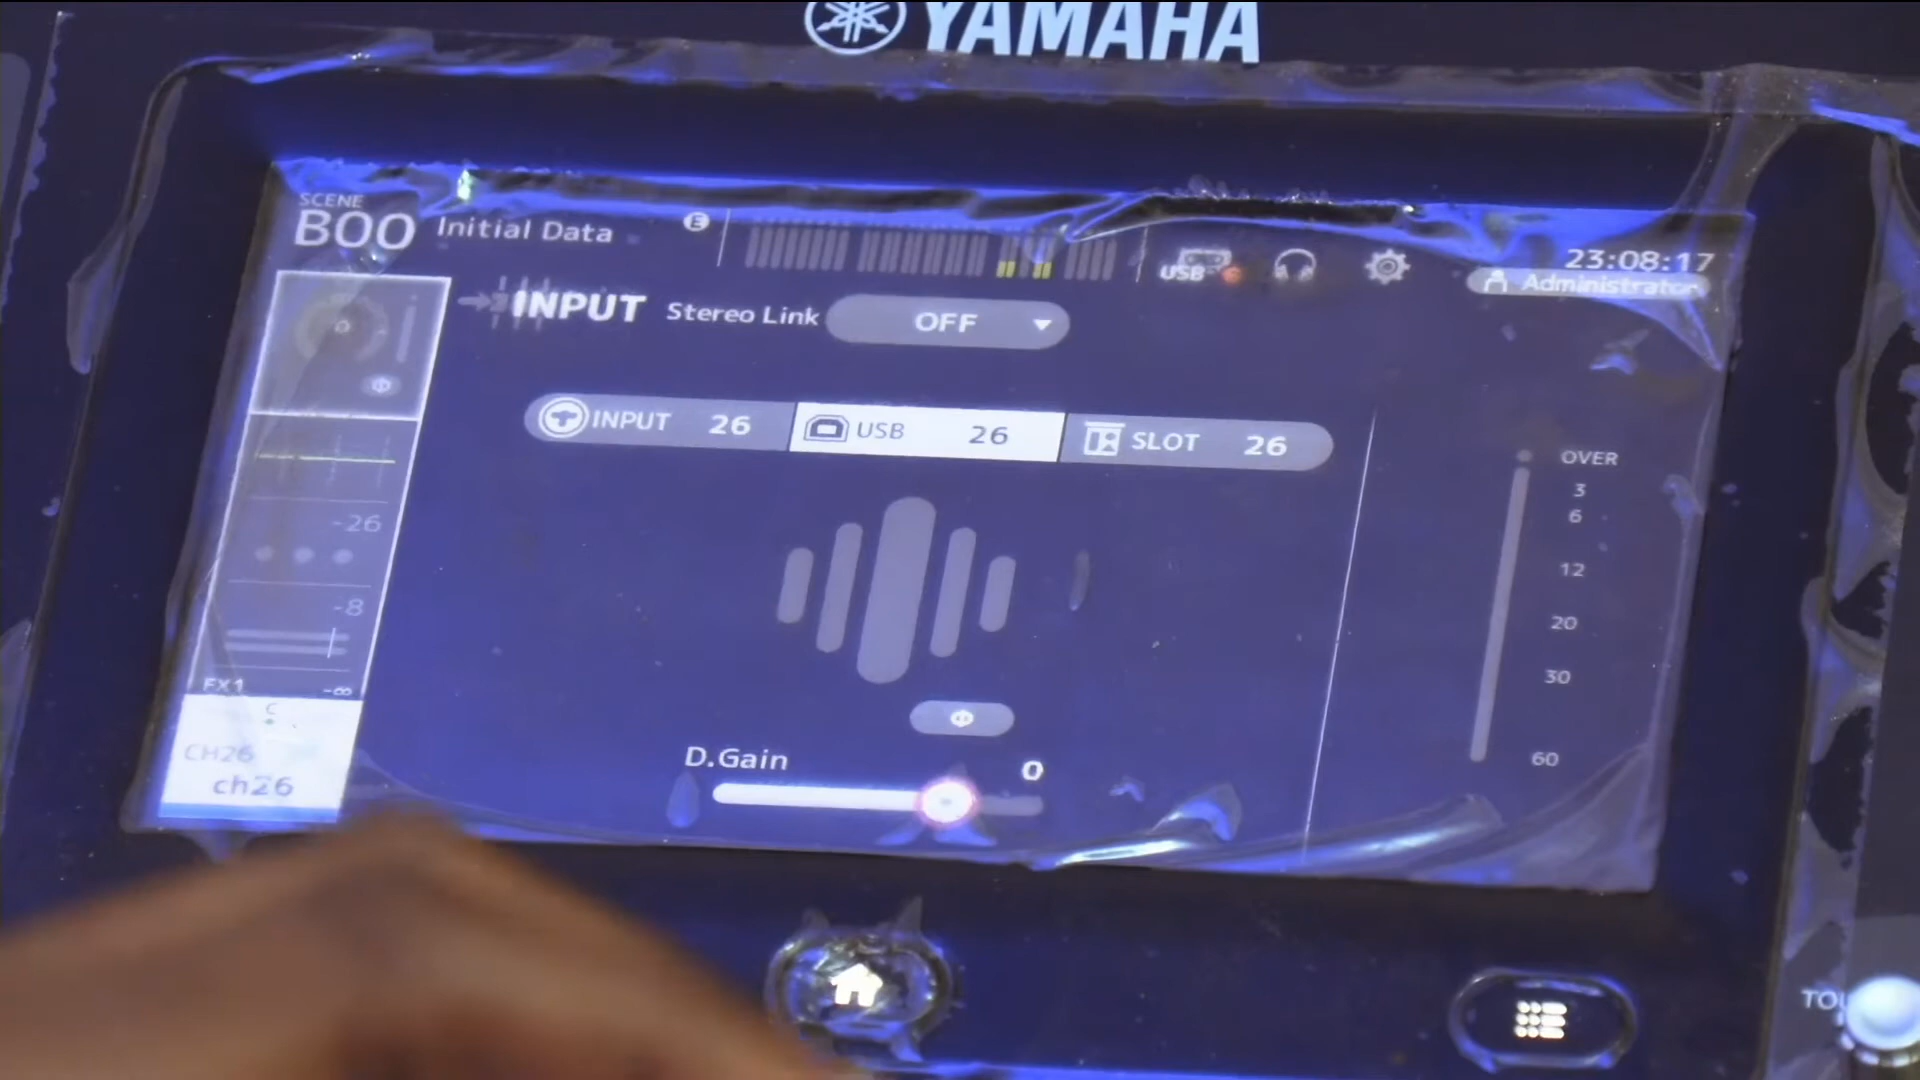 YAMAHA
SCENE
B00 Initial Data E
USB
23:08:17
Administrator
INPUT Stereo Link OFF
INPUT 26 USB 26 SLOT 26
OVER
3
6
12
20
30
60
-26
-8
FX1 -∞
C
CH26
ch26
D.Gain 0